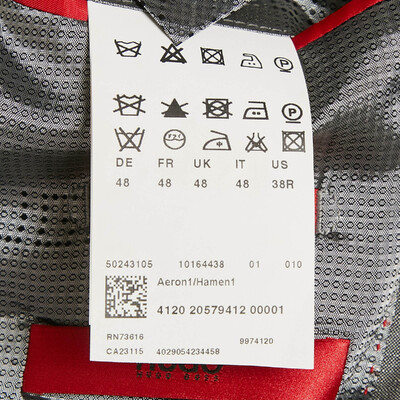 DE FR UK IT US
48 48 48 48 38R
50243105 10164438 01 010
Aeron1/Hamen1
4120 20579412 00001
RN73616 9974120
CA23115 4029054234458